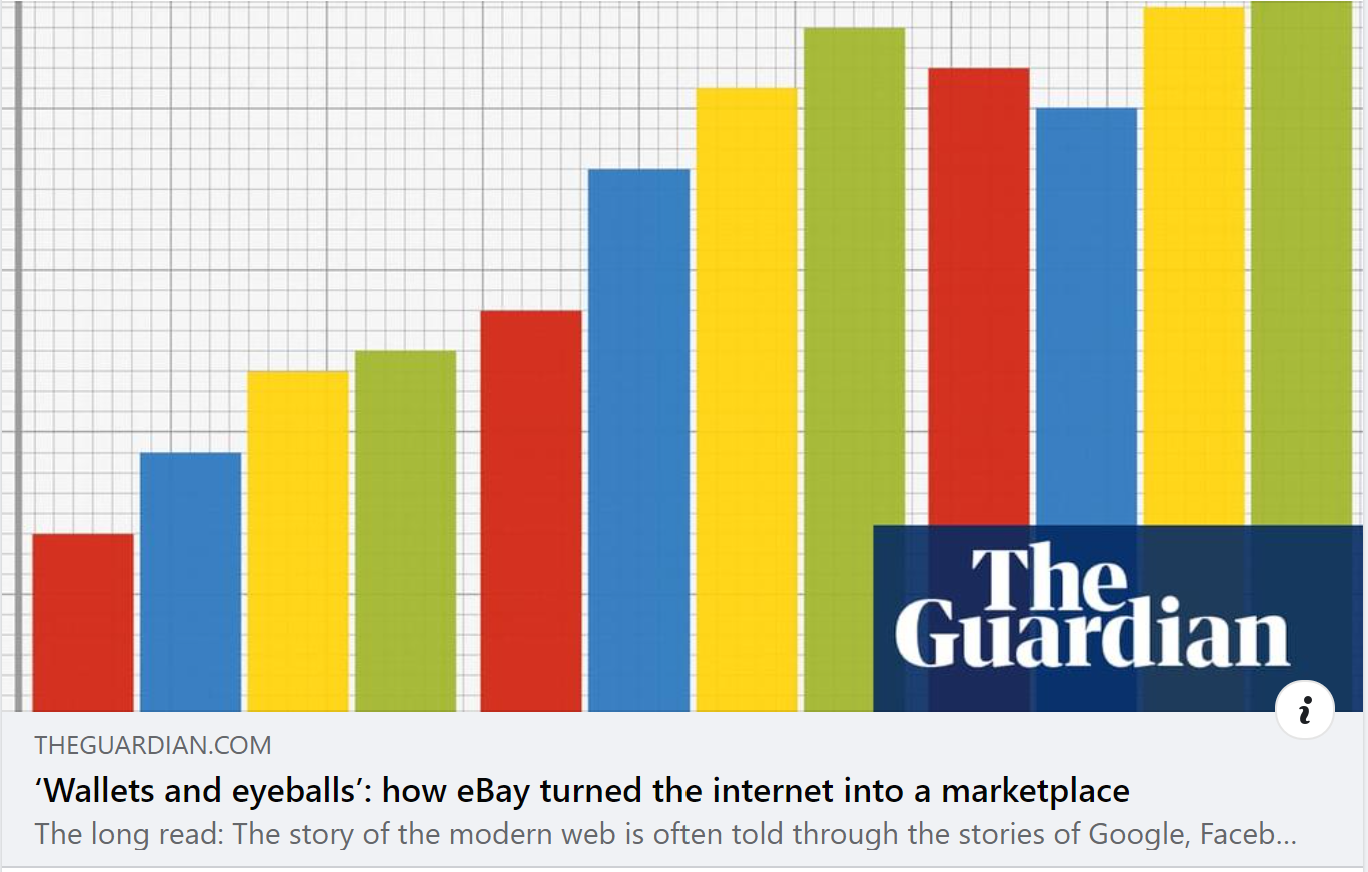 The
Guardian
i
THEGUARDIAN.COM
‘Wallets and eyeballs’: how eBay turned the internet into a marketplace
The long read: The story of the modern web is often told through the stories of Google, Faceb...